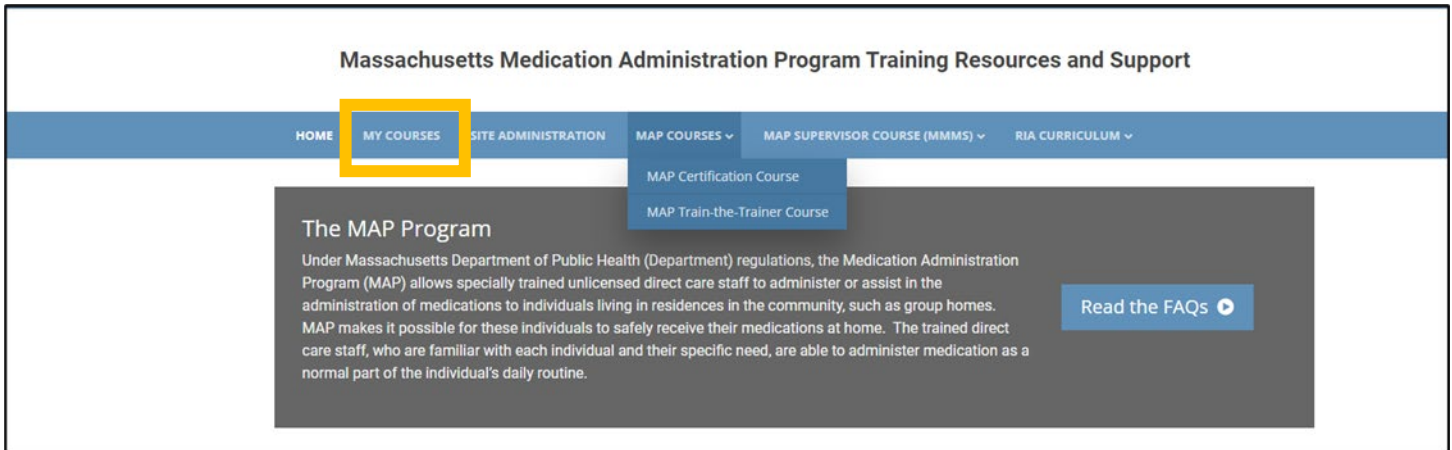 Massachusetts Medication Administration Program Training Resources and Support
HOME MY COURSES SITE ADMINISTRATION MAP COURSES MAP SUPERVISOR COURSE (MMMS) RIA CURRICULUM
MAP Certification Course
MAP Train-the-Trainer Course
The MAP Program
Under Massachusetts Department of Public Health (Department) regulations, the Medication Administration
Program (MAP) allows specially trained unlicensed direct care staff to administer or assist in the
administration of medications to individuals living in residences in the community, such as group homes.
MAP makes it possible for these individuals to safely receive their medications at home. The trained direct
care staff, who are familiar with each individual and their specific need, are able to administer medication as a
normal part of the individual's daily routine.
Read the FAQs